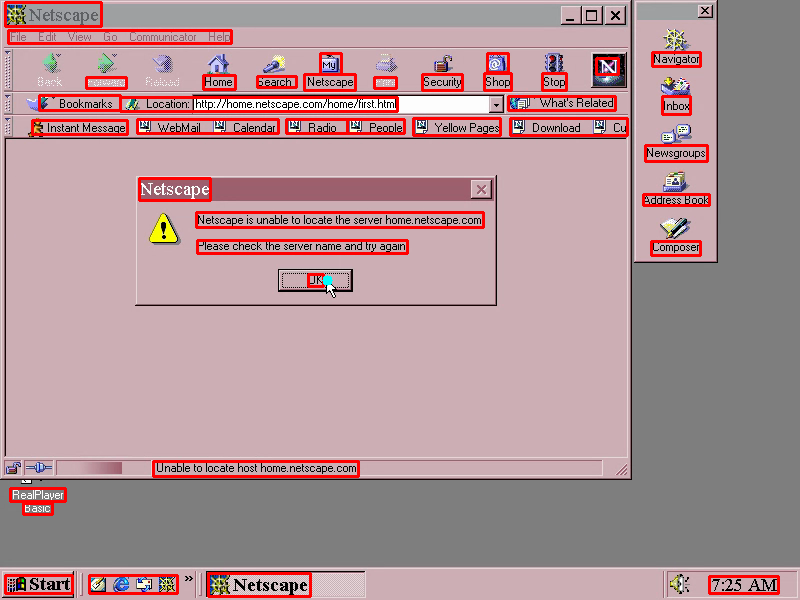 Netscape
File Edit View Go Communicator Help
Back Forward Reload Home Search Netscape Print Security Shop Stop
Bookmarks Location: http://home.netscape.com/home/first.html What's Related
Instant Message WebMail Calendar Radio People Yellow Pages Download Cu
Navigator
Inbox
Newsgroups
Address Book
Composer
Netscape
Netscape is unable to locate the server home.netscape.com
Please check the server name and try again
OK
Unable to locate host home.netscape.com
RealPlayer
Basic
Start Netscape 7:25 AM